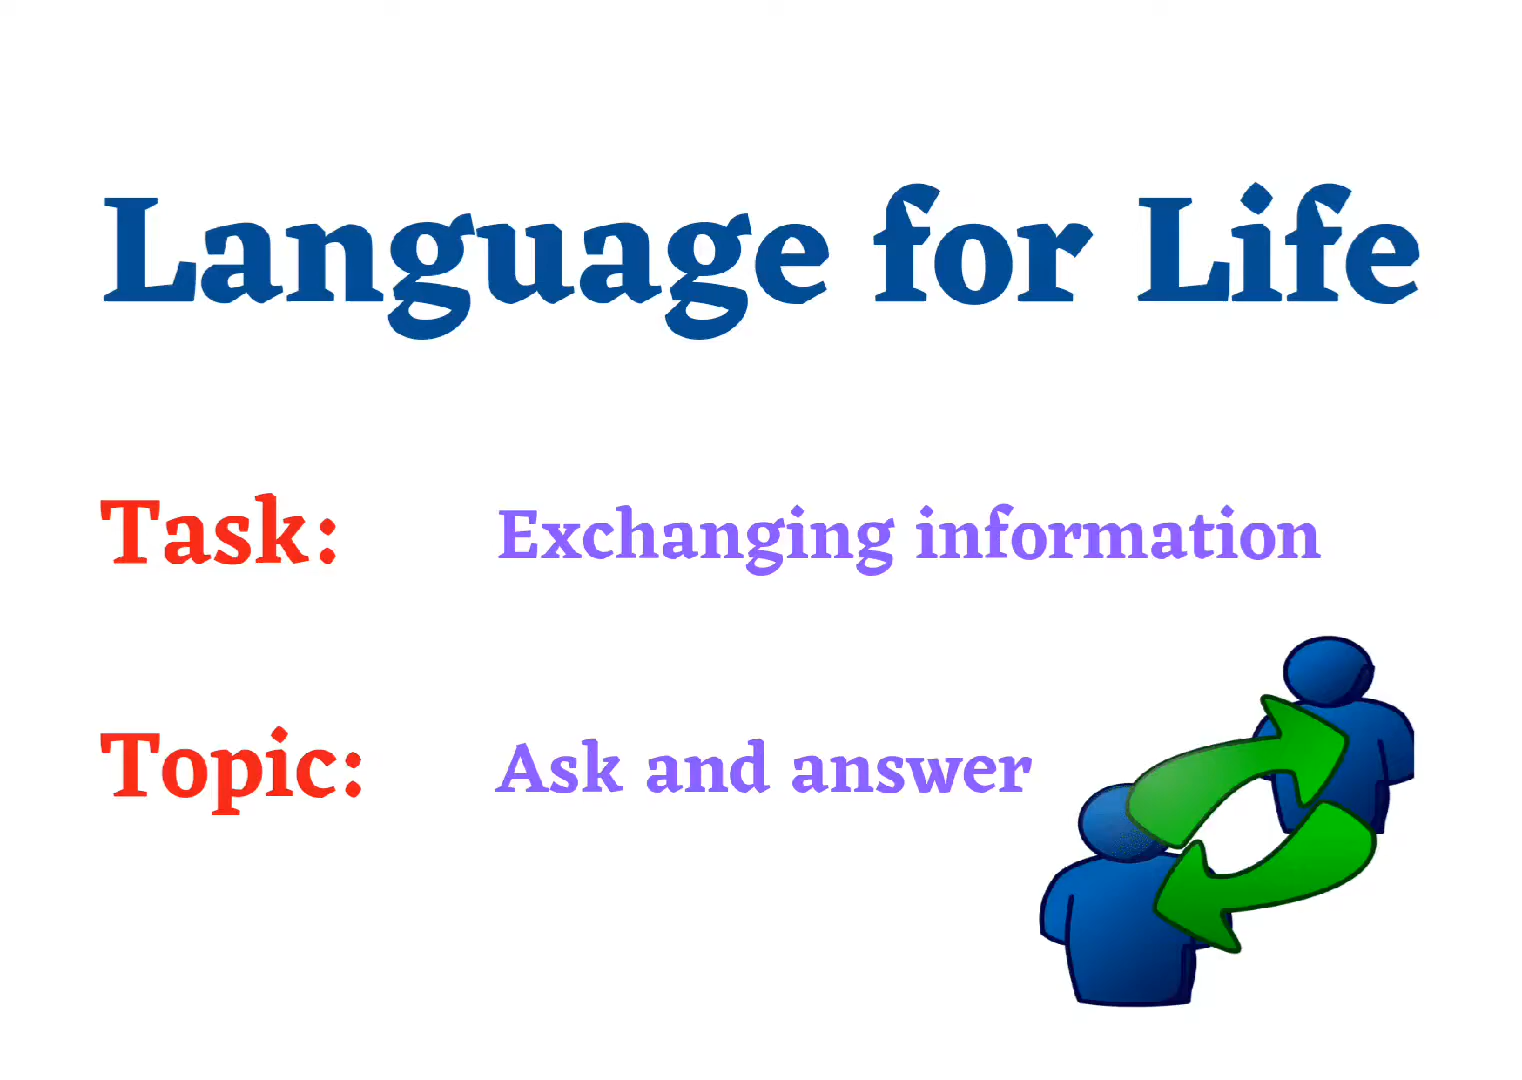 Language for Life
Task: Exchanging information
Topic: Ask and answer